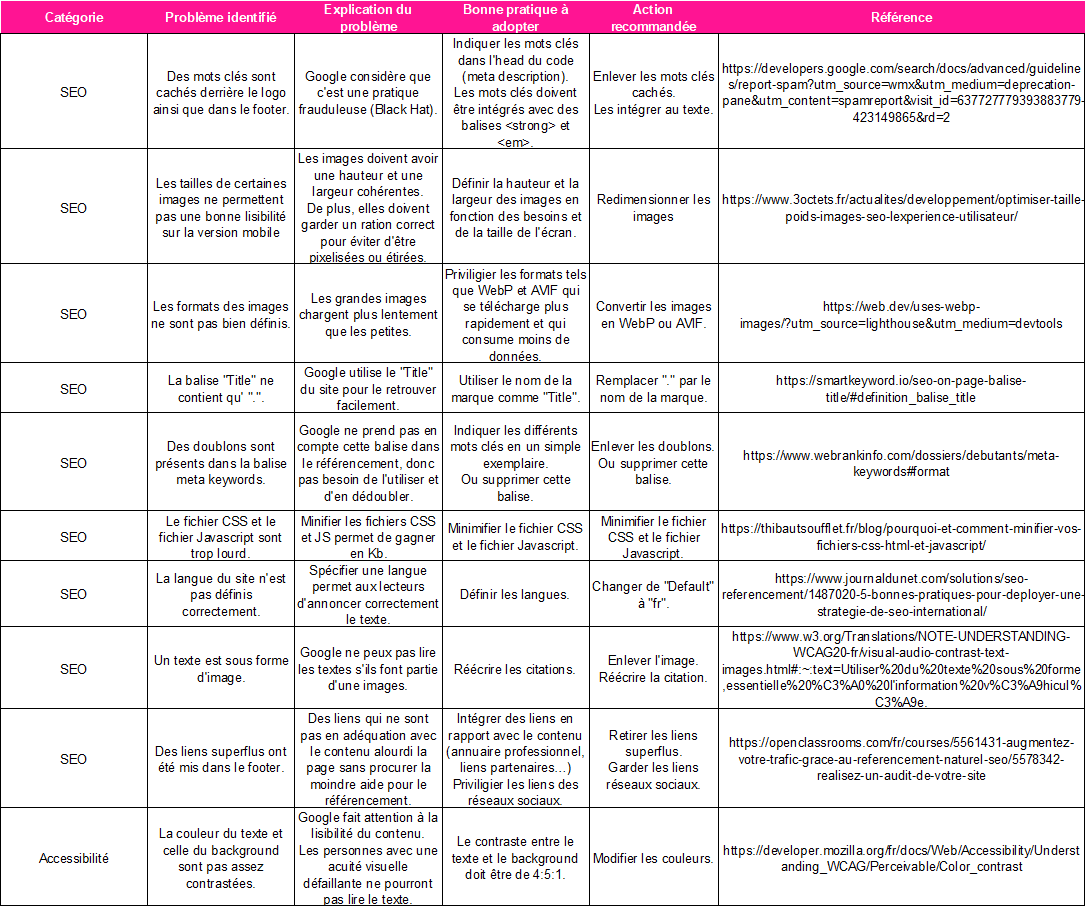 Catégorie
Problème identifié
Explication du
problème
Bonne pratique à
adopter
Action
recommandée
Référence
SEO
Des mots clés sont
cachés derrière le logo
ainsi que dans le footer.
Google considère que
c'est une pratique
frauduleuse (Black Hat).
Indiquer les mots clés
dans l'head du code
(meta description).
Les mots clés doivent
être intégrés avec des
balises <strong> et
<em>.
Enlever les mots clés
cachés.
Les intégrer au texte.
https://developers.google.com/search/docs/advanced/guideline
s/report-spam?utm_source=wmx&utm_medium=deprecation-
pane&utm_content=spamreport&visit_id=637727779393883779-
423149865&rd=2
SEO
Les tailles de certaines
images ne permettent
pas une bonne lisibilité
sur la version mobile
Les images doivent avoir
une hauteur et une
largeur cohérentes.
De plus, elles doivent
garder un ration correct
pour éviter d'être
pixelisées ou étirées.
Définir la hauteur et la
largeur des images en
fonction des besoins et
de la taille de l'écran.
Redimensionner les
images
https://www.3octets.fr/actualites/developpement/optimiser-taille-
poids-images-seo-lexperience-utilisateur/
SEO
Les formats des images
ne sont pas bien définis.
Les grandes images
chargent plus lentement
que les petites.
Priviligier les formats tels
que WebP et AVIF qui
se télécharge plus
rapidement et qui
consume moins de
données.
Convertir les images
en WebP ou AVIF.
https://web.dev/uses-webp-
images/?utm_source=lighthouse&utm_medium=devtools
SEO
La balise "Title" ne
contient qu' ".".
Google utilise le "Title"
du site pour le retrouver
facilement.
Utiliser le nom de la
marque comme "Title".
Remplacer "." par le
nom de la marque.
https://smartkeyword.io/seo-on-page-balise-
title/#definition_balise_title
SEO
Des doublons sont
présents dans la balise
meta keywords.
Google ne prend pas en
compte cette balise dans
le référencement, donc
pas besoin de l'utiliser et
d'en dédoubler.
Indiquer les différents
mots clés en un simple
exemplaire.
Ou supprimer cette
balise.
Enlever les doublons.
Ou supprimer cette
balise.
https://www.webrankinfo.com/dossiers/debutants/meta-
keywords#format
SEO
Le fichier CSS et le
fichier Javascript sont
trop lourd.
Minifier les fichiers CSS
et JS permet de gagner
en Kb.
Minimifier le fichier CSS
et le fichier Javascript.
Minimifier le fichier
CSS et le fichier
Javascript.
https://thibautsoufflet.fr/blog/pourquoi-et-comment-minifier-vos-
fichiers-css-html-et-javascript/
SEO
La langue du site n'est
pas définis
correctement.
Spécifier une langue
permet aux lecteurs
d'annoncer correctement
le texte.
Définir les langues.
Changer de "Default"
à "fr".
https://www.journaldunet.com/solutions/seo-
referencement/1487020-5-bonnes-pratiques-pour-deployer-une-
strategie-de-seo-international/
SEO
Un texte est sous forme
d'image.
Google ne peux pas lire
les textes s'ils font partie
d'une images.
Réécrire les citations.
Enlever l'image.
Réécrire la citation.
https://www.w3.org/Translations/NOTE-UNDERSTANDING-
WCAG20-fr/visual-audio-contrast-text-
images.html#:~:text=Utiliser%20du%20texte%20sous%20forme
,essentielle%20%C3%A0%20l'information%20v%C3%A9hicul%
C3%A9e.
SEO
Des liens superflus ont
été mis dans le footer.
Des liens qui ne sont
pas en adéquation avec
le contenu alourdi la
page sans procurer la
moindre aide pour le
référencement.
Intégrer des liens en
rapport avec le contenu
(annuaire professionnel,
liens partenaires...)
Priviligier les liens des
réseaux sociaux.
Retirer les liens
superflus.
Garder les liens
réseaux sociaux.
https://openclassrooms.com/fr/courses/5561431-augmentez-
votre-trafic-grace-au-referencement-naturel-seo/5578342-
realisez-un-audit-de-votre-site
Accessibilité
La couleur du texte et
celle du background
sont pas assez
contrastées.
Google fait attention à la
lisibilité du contenu.
Les personnes avec une
acuité visuelle
défaillante ne pourront
pas lire le texte.
Le contraste entre le
texte et le background
doit être de 4:5:1.
Modifier les couleurs.
https://developer.mozilla.org/fr/docs/Web/Accessibility/Underst
anding_WCAG/Perceivable/Color_contrast